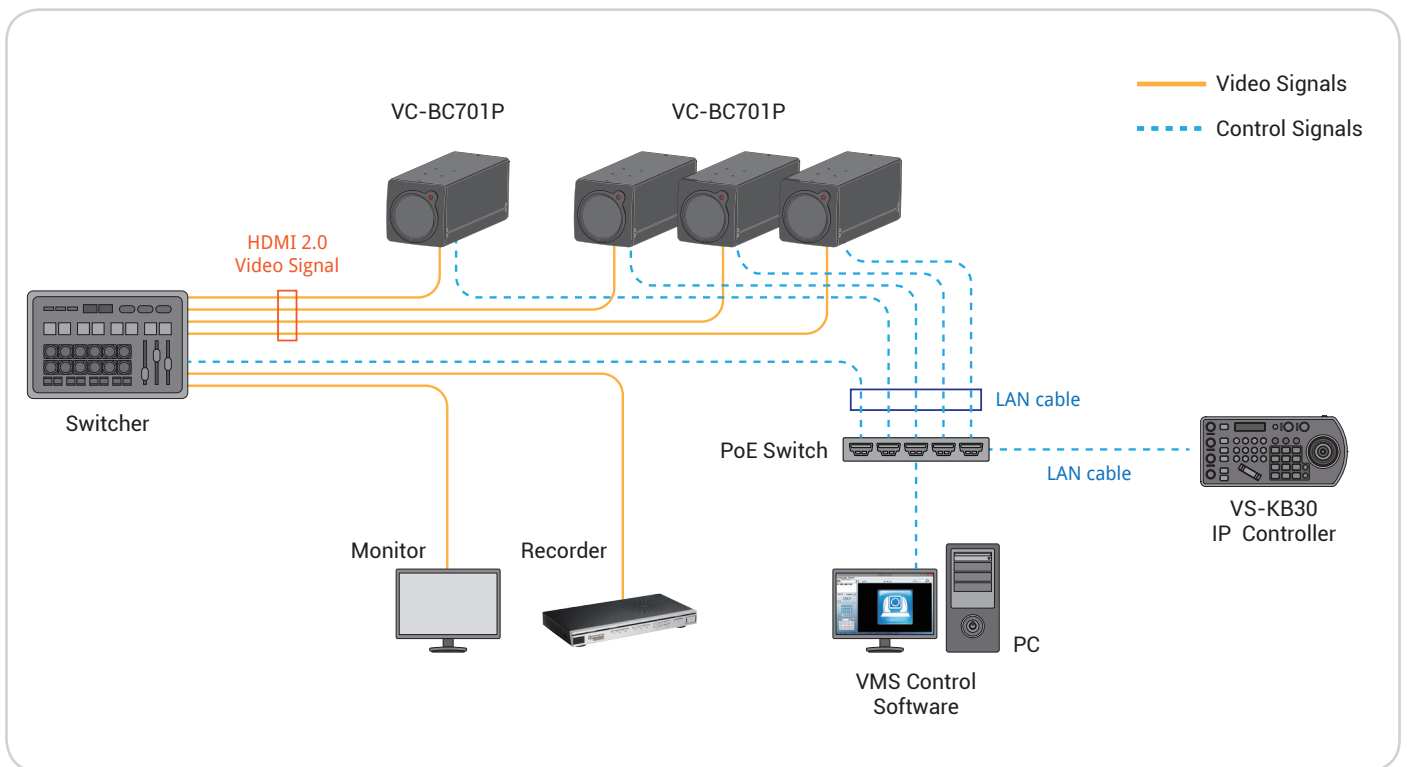 Video Signals
Control Signals
VC-BC701P
VC-BC701P
HDMI 2.0
Video Signal
Switcher
LAN cable
PoE Switch
LAN cable
VS-KB30
IP Controller
Monitor
Recorder
PC
VMS Control
Software